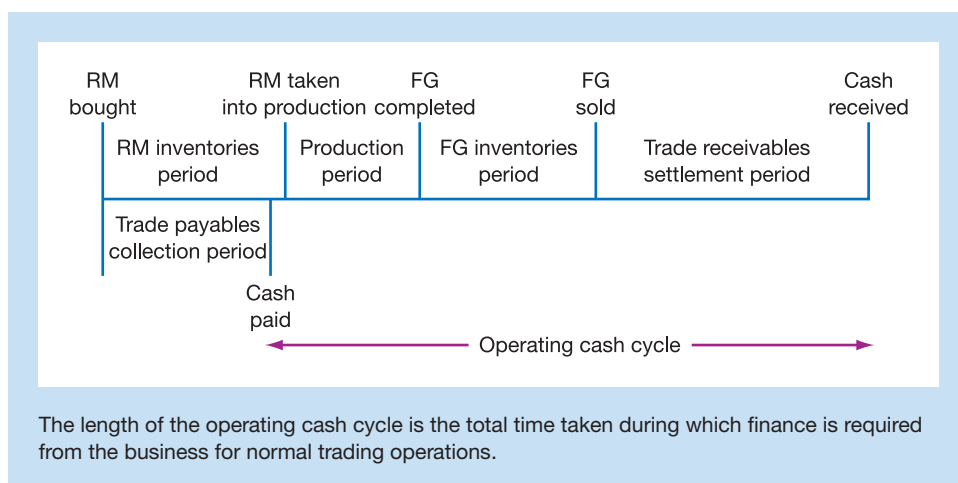 RM
bought
RM taken
into production
FG
completed
FG
sold
Cash
received
RM inventories
period
Production
period
FG inventories
period
Trade receivables
settlement period
Trade payables
collection period
Cash
paid
Operating cash cycle
The length of the operating cash cycle is the total time taken during which finance is required
from the business for normal trading operations.